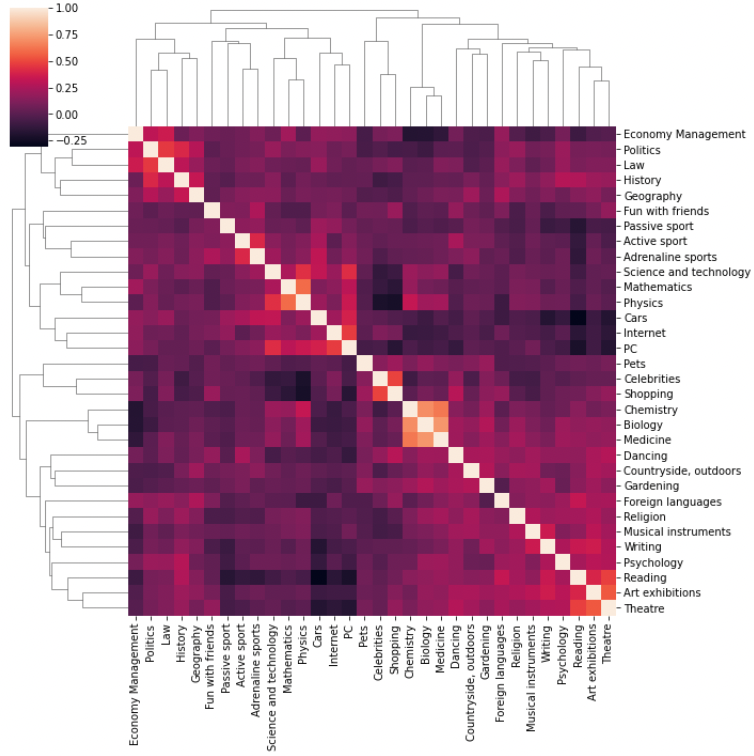 1.00
0.75
0.50
0.25
0.00
−0.25
Economy Management
Politics
Law
History
Geography
Fun with friends
Passive sport
Active sport
Adrenaline sports
Science and technology
Mathematics
Physics
Cars
Internet
PC
Pets
Celebrities
Shopping
Chemistry
Biology
Medicine
Dancing
Countryside, outdoors
Gardening
Foreign languages
Religion
Musical instruments
Writing
Psychology
Reading
Art exhibitions
Theatre
Economy Management
Politics
Law
History
Geography
Fun with friends
Passive sport
Active sport
Adrenaline sports
Science and technology
Mathematics
Physics
Cars
Internet
PC
Pets
Celebrities
Shopping
Chemistry
Biology
Medicine
Dancing
Countryside, outdoors
Gardening
Foreign languages
Religion
Musical instruments
Writing
Psychology
Reading
Art exhibitions
Theatre